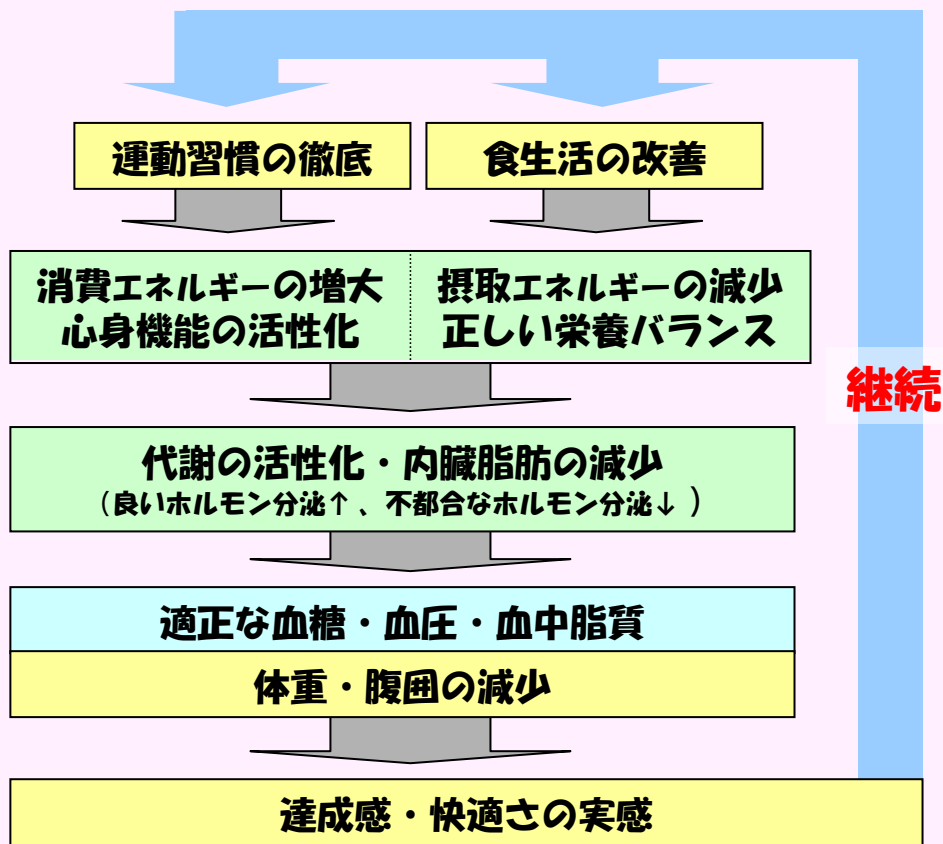 運動習慣の徹底
食生活の改善
消費エネルギーの増大
心身機能の活性化
摂取エネルギーの減少
正しい栄養バランス
継続
代謝の活性化・内臓脂肪の減少
（良いホルモン分泌↑、不都合なホルモン分泌↓）
適正な血糖・血圧・血中脂質
体重・腹囲の減少
達成感・快適さの実感